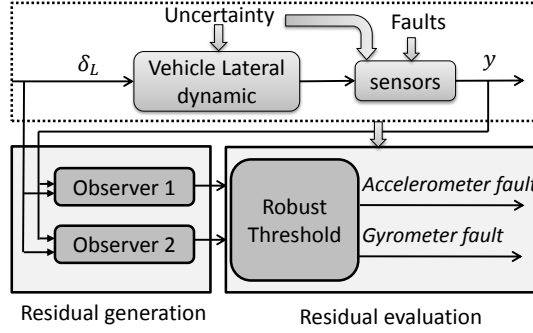 Uncertainty
Faults
δ_L
Vehicle Lateral
dynamic
sensors
y
Observer 1
Observer 2
Robust
Threshold
Accelerometer fault
Gyrometer fault
Residual generation
Residual evaluation